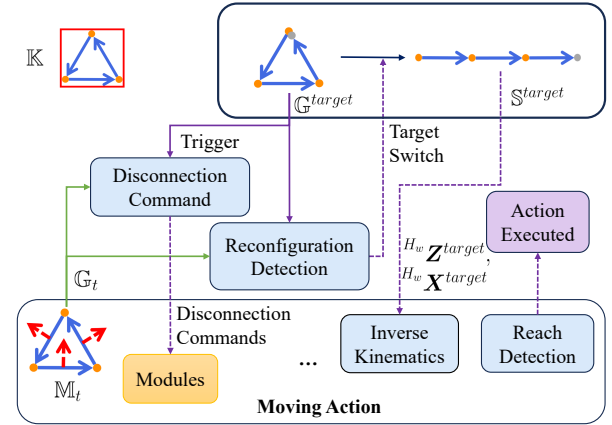 𝕂
𝔾^{target}
𝕊^{target}
Trigger
Target
Switch
Disconnection
Command
Action
Executed
Reconfiguration
Detection
^{H_w}Z^{target},
^{H_w}X^{target}
𝔾_t
Disconnection
Commands
Inverse
Kinematics
Reach
Detection
...
Modules
𝕄_t
Moving Action